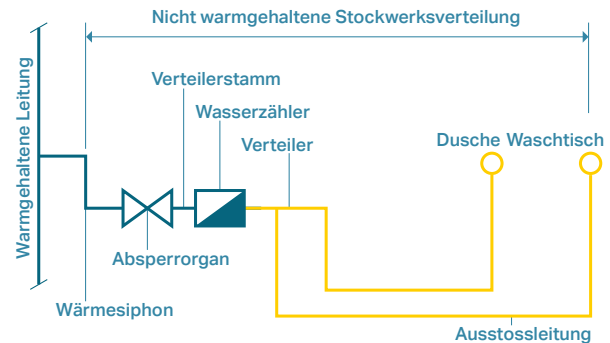 Nicht warmgehaltene Stockwerksverteilung
Warmgehaltene Leitung
Verteilerstamm
Wasserzähler
Verteiler
Dusche Waschtisch
Absperrorgan
Wärmesiphon
Ausstossleitung